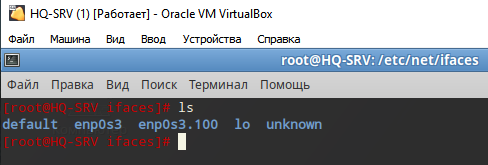 HQ-SRV (1) [Работает] - Oracle VM VirtualBox
Файл Машина Вид Ввод Устройства Справка
root@HQ-SRV: /etc/net/ifaces
Файл Правка Вид Поиск Терминал Помощь
[root@HQ-SRV ifaces]# ls
default enp0s3 enp0s3.100 lo unknown
[root@HQ-SRV ifaces]#